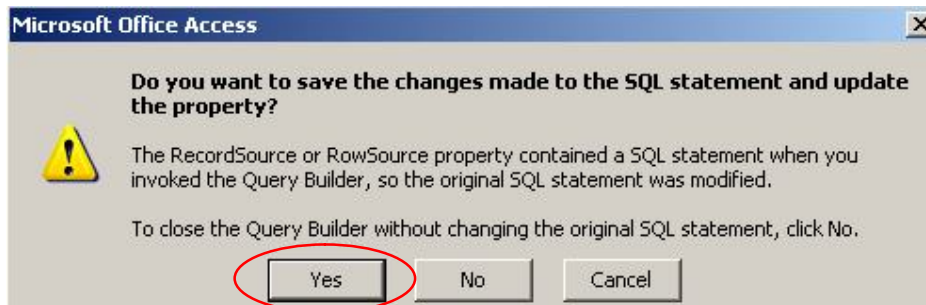 Microsoft Office Access
Do you want to save the changes made to the SQL statement and update
the property?
The RecordSource or RowSource property contained a SQL statement when you
invoked the Query Builder, so the original SQL statement was modified.
To close the Query Builder without changing the original SQL statement, click No.
Yes No Cancel